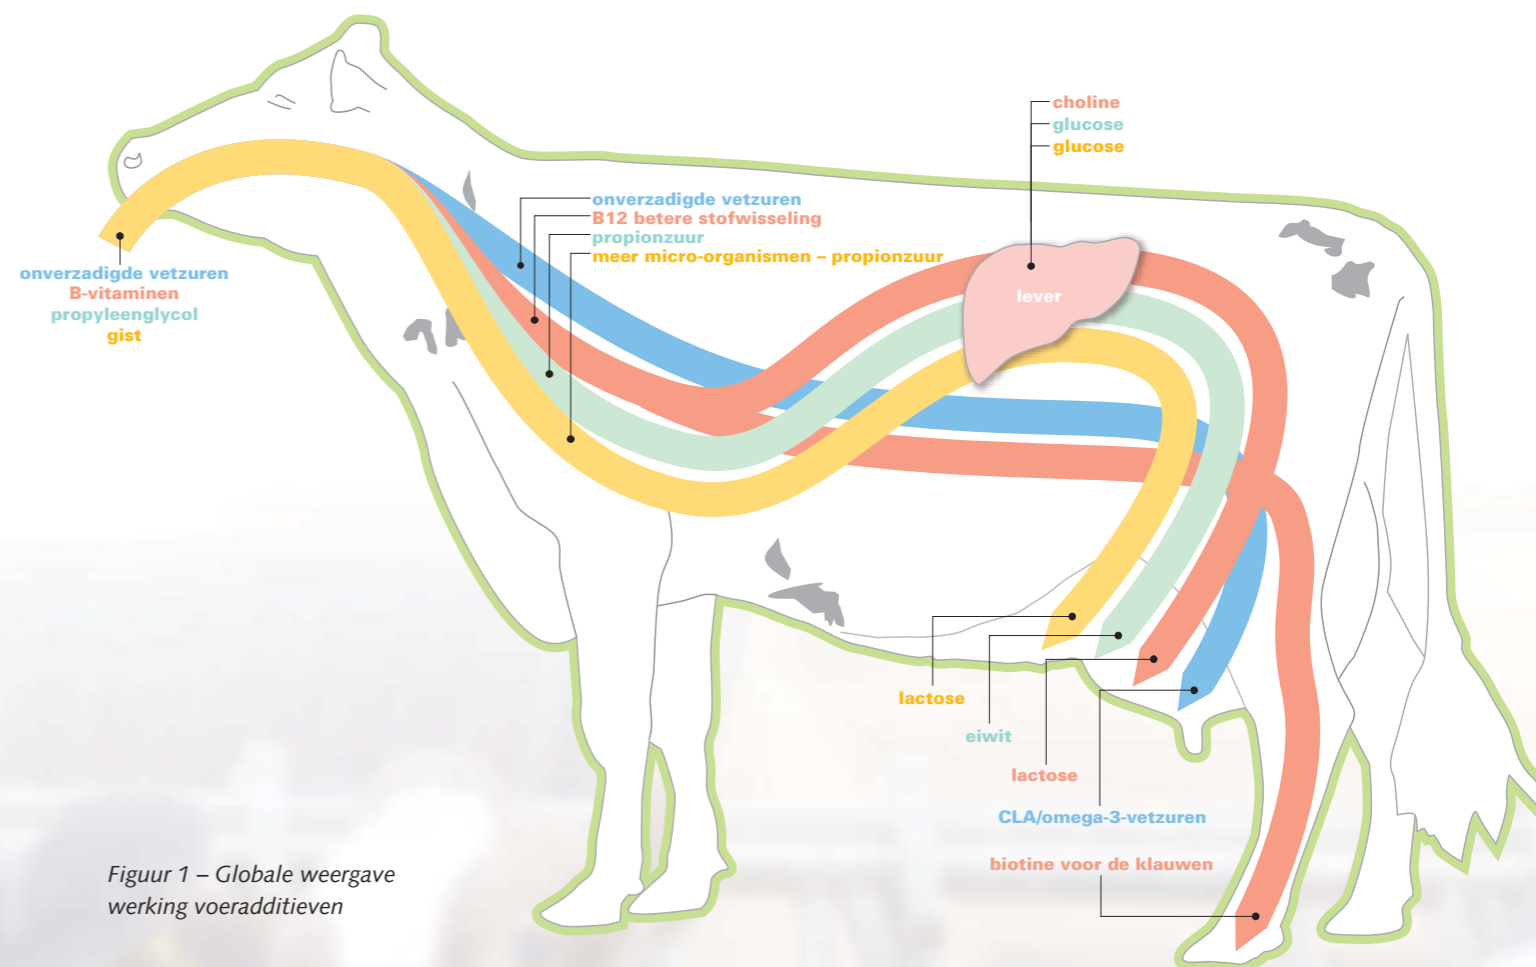 choline
glucose
glucose
onverzadigde vetzuren
B12 betere stofwisseling
propionzuur
meer micro-organismen – propionzuur
onverzadigde vetzuren
B-vitaminen
propyleenglycol
gist
lever
lactose
eiwit
lactose
CLA/omega-3-vetzuren
biotine voor de klauwen
Figuur 1 – Globale weergave
werking voeradditieven